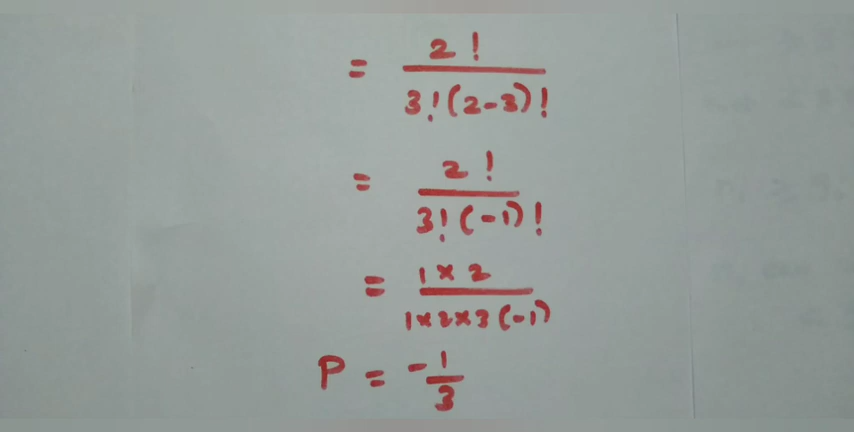 = 2! / 3!(2-3)!
= 2! / 3!(-1)!
= 1×2 / 1×2×3(-1)
P = -1/3